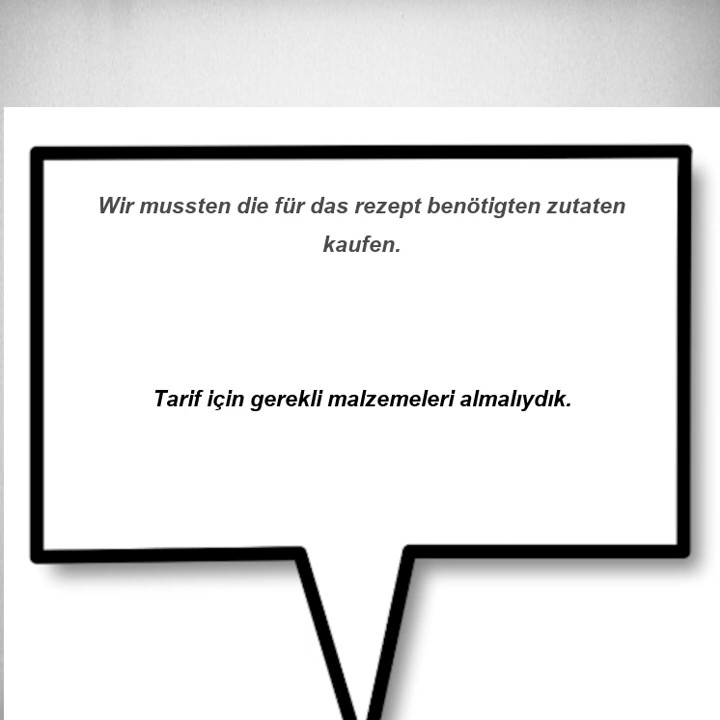 Wir mussten die für das rezept benötigten zutaten
kaufen.
Tarif için gerekli malzemeleri almalıydık.